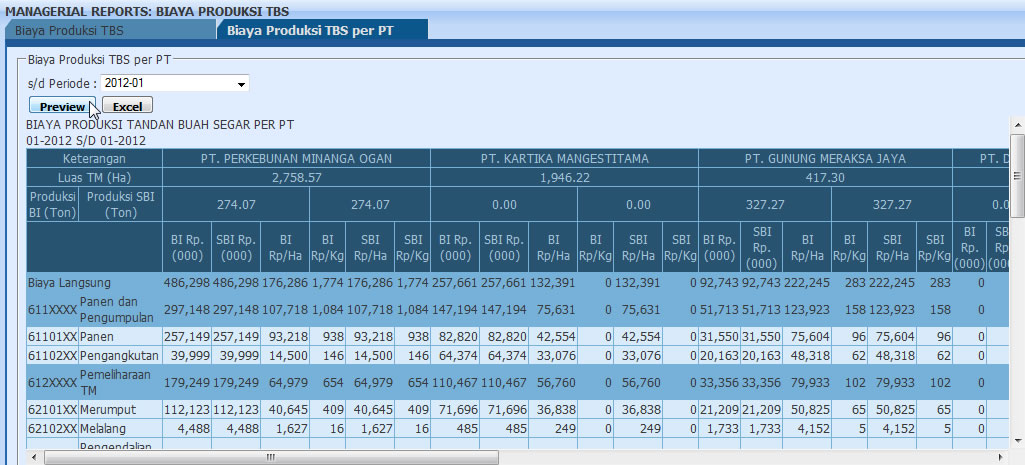 MANAGERIAL REPORTS: BIAYA PRODUKSI TBS
Biaya Produksi TBS Biaya Produksi TBS per PT
Biaya Produksi TBS per PT
s/d Periode : 2012-01
Preview Excel
BIAYA PRODUKSI TANDAN BUAH SEGAR PER PT
01-2012 S/D 01-2012
Keterangan PT. PERKEBUNAN MINANGA OGAN PT. KARTIKA MANGESTITAMA PT. GUNUNG MERAKSA JAYA PT. D
Luas TM (Ha) 2,758.57 1,946.22 417.30
Produksi BI (Ton) Produksi SBI (Ton) 274.07 274.07 0.00 0.00 327.27 327.27 0.0
BI Rp. (000) SBI Rp. (000) BI Rp/Ha BI Rp/Kg SBI Rp/Ha SBI Rp/Kg BI Rp. (000) SBI Rp. (000) BI Rp/Ha BI Rp/Kg SBI Rp/Ha SBI Rp/Kg BI Rp. (000) SBI Rp. (000) BI Rp/Ha BI Rp/Kg SBI Rp/Ha SBI Rp/Kg BI Rp. (000)
Biaya Langsung 486,298 486,298 176,286 1,774 176,286 1,774 257,661 257,661 132,391 0 132,391 0 92,743 92,743 222,245 283 222,245 283 0
611XXXX Panen dan Pengumpulan 297,148 297,148 107,718 1,084 107,718 1,084 147,194 147,194 75,631 0 75,631 0 51,713 51,713 123,923 158 123,923 158 0
61101XX Panen 257,149 257,149 93,218 938 93,218 938 82,820 82,820 42,554 0 42,554 0 31,550 31,550 75,604 96 75,604 96 0
61102XX Pengangkutan 39,999 39,999 14,500 146 14,500 146 64,374 64,374 33,076 0 33,076 0 20,163 20,163 48,318 62 48,318 62 0
612XXXX Pemeliharaan TM 179,249 179,249 64,979 654 64,979 654 110,467 110,467 56,760 0 56,760 0 33,356 33,356 79,933 102 79,933 102 0
62101XX Merumput 112,123 112,123 40,645 409 40,645 409 71,696 71,696 36,838 0 36,838 0 21,209 21,209 50,825 65 50,825 65 0
62102XX Melalang 4,488 4,488 1,627 16 1,627 16 485 485 249 0 249 0 1,733 1,733 4,152 5 4,152 5 0
Pengendalian